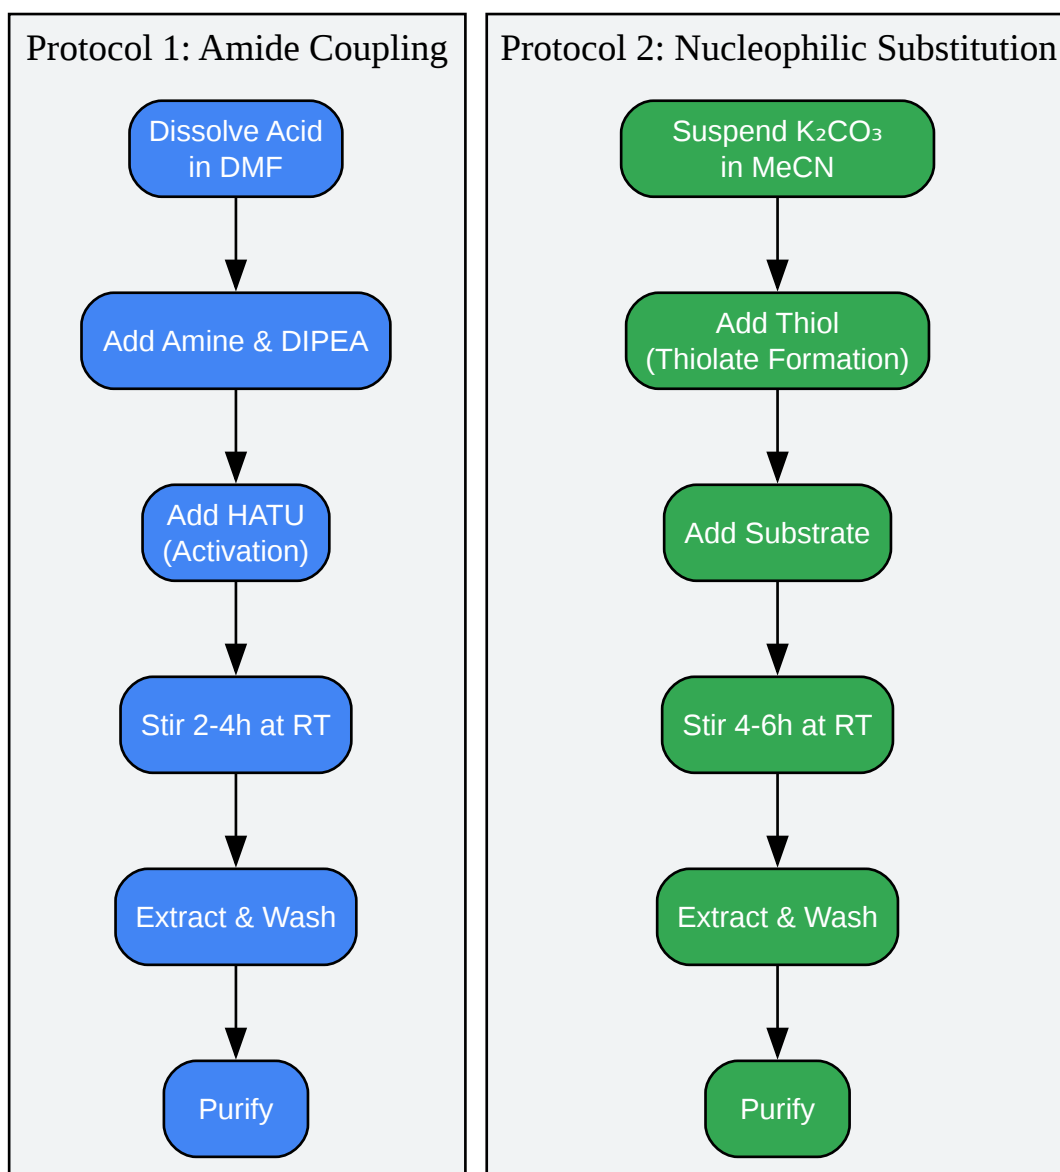 Protocol 1: Amide Coupling
Dissolve Acid
in DMF
Add Amine & DIPEA
Add HATU
(Activation)
Stir 2-4h at RT
Extract & Wash
Purify
Protocol 2: Nucleophilic Substitution
Suspend K₂CO₃
in MeCN
Add Thiol
(Thiolate Formation)
Add Substrate
Stir 4-6h at RT
Extract & Wash
Purify